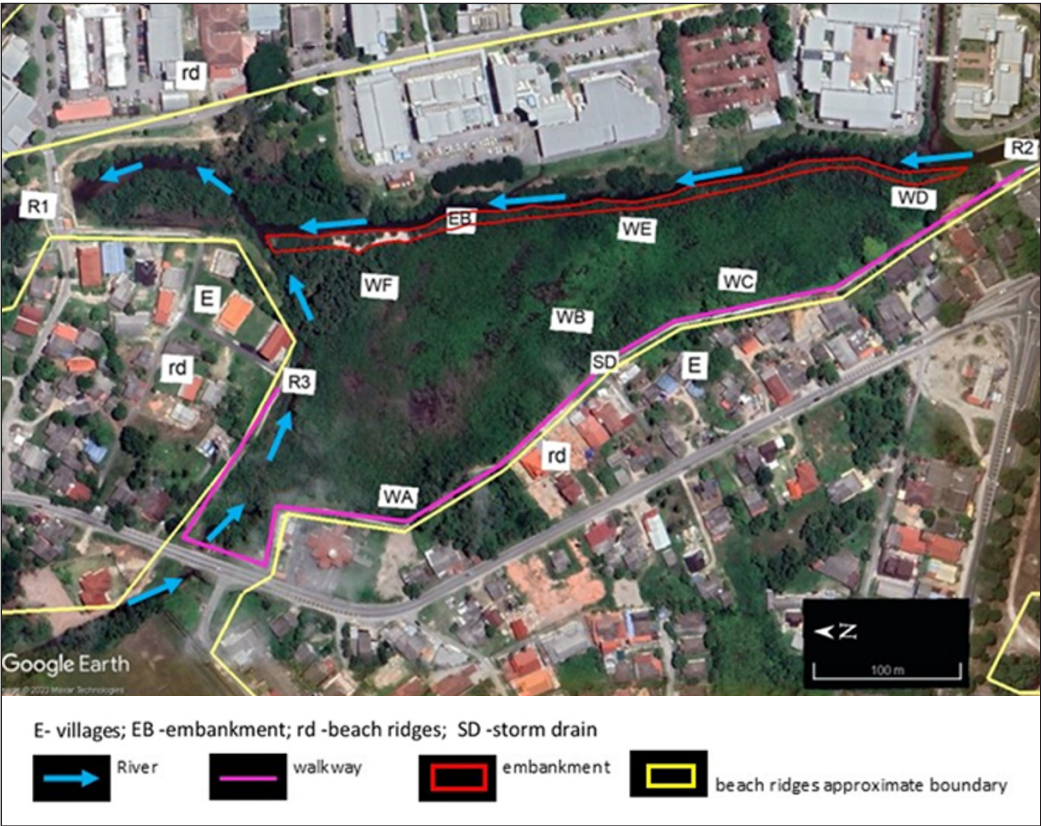 rd
R2
R1
WD
EB
WE
WF
WC
E
WB
SD
E
rd
R3
rd
WA
N
100 m
Google Earth
© 2023 Maxar Technologies
E- villages; EB -embankment; rd -beach ridges; SD -storm drain
River
walkway
embankment
beach ridges approximate boundary